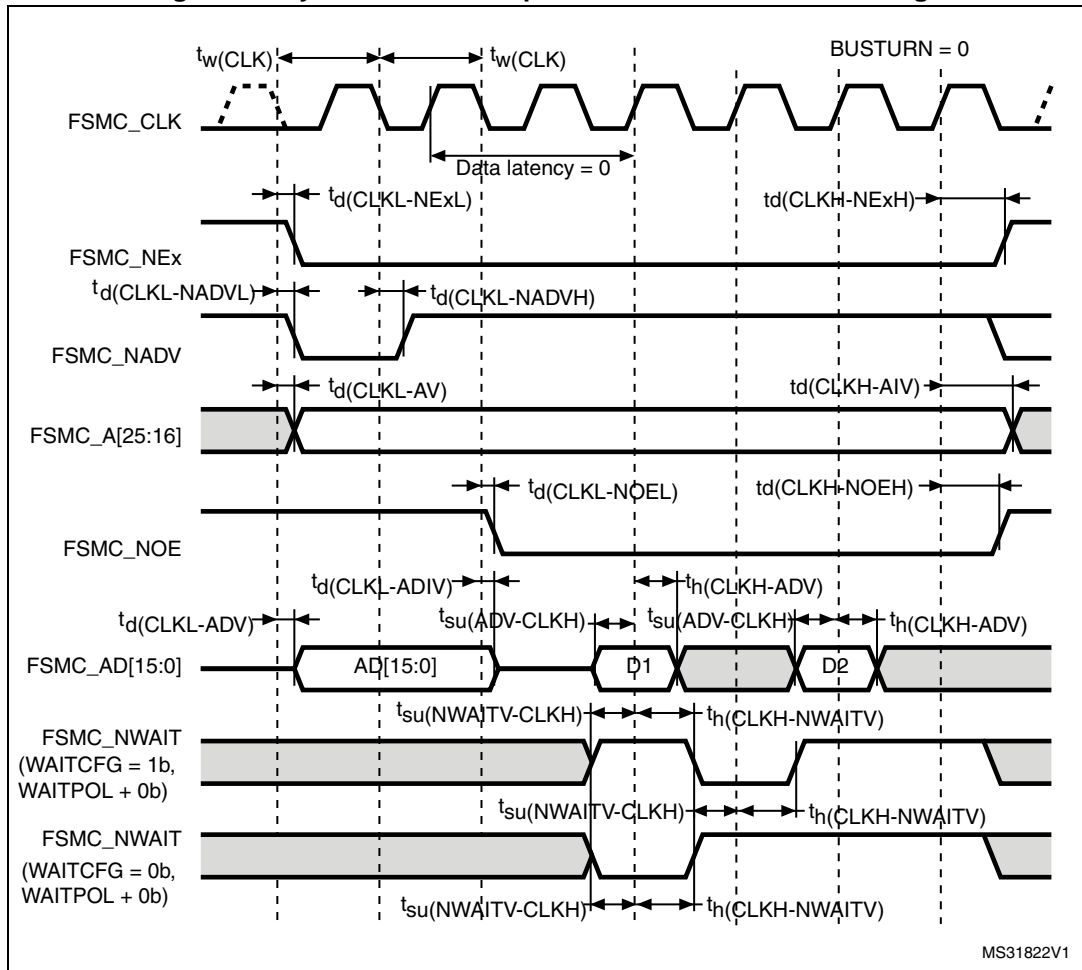 tw(CLK) tw(CLK) BUSTURN = 0
FSMC_CLK
Data latency = 0
td(CLKL-NExL) td(CLKH-NExH)
FSMC_NEx
td(CLKL-NADVL) td(CLKL-NADVH)
FSMC_NADV
td(CLKL-AV) td(CLKH-AIV)
FSMC_A[25:16]
td(CLKL-NOEL) td(CLKH-NOEH)
FSMC_NOE
td(CLKL-ADIV) th(CLKH-ADV)
td(CLKL-ADV) tsu(ADV-CLKH) tsu(ADV-CLKH) th(CLKH-ADV)
FSMC_AD[15:0] AD[15:0] D1 D2
tsu(NWAITV-CLKH) th(CLKH-NWAITV)
FSMC_NWAIT
(WAITCFG = 1b,
WAITPOL + 0b)
tsu(NWAITV-CLKH) th(CLKH-NWAITV)
FSMC_NWAIT
(WAITCFG = 0b,
WAITPOL + 0b)
tsu(NWAITV-CLKH) th(CLKH-NWAITV)
MS31822V1